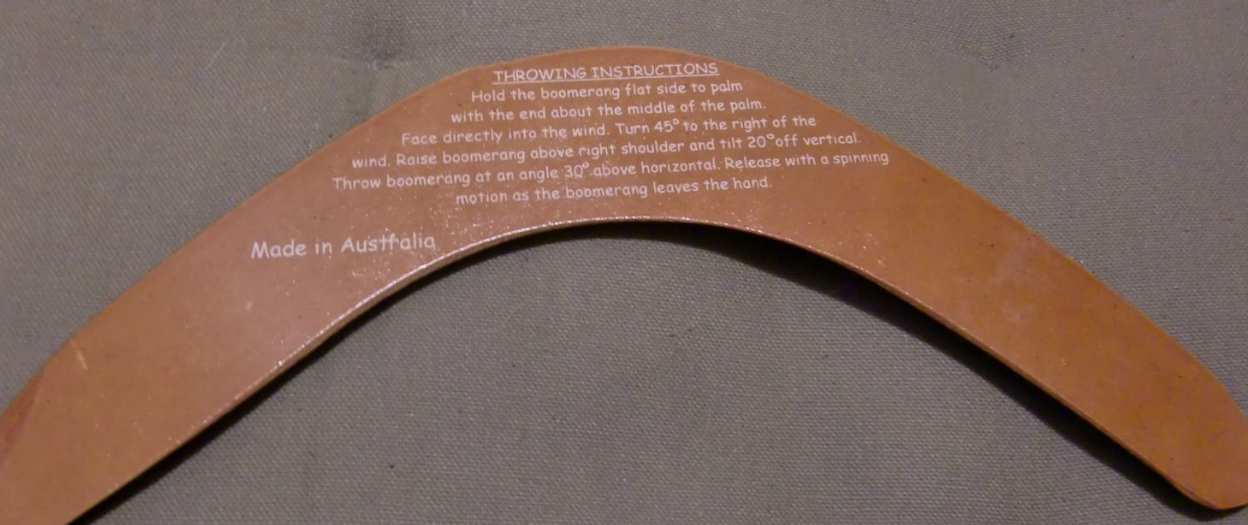 THROWING INSTRUCTIONS
Hold the boomerang flat side to palm
with the end about the middle of the palm.
Face directly into the wind. Turn 45° to the right of the
wind. Raise boomerang above right shoulder and tilt 20° off vertical.
Throw boomerang at an angle 30° above horizontal. Release with a spinning
motion as the boomerang leaves the hand.
Made in Australia